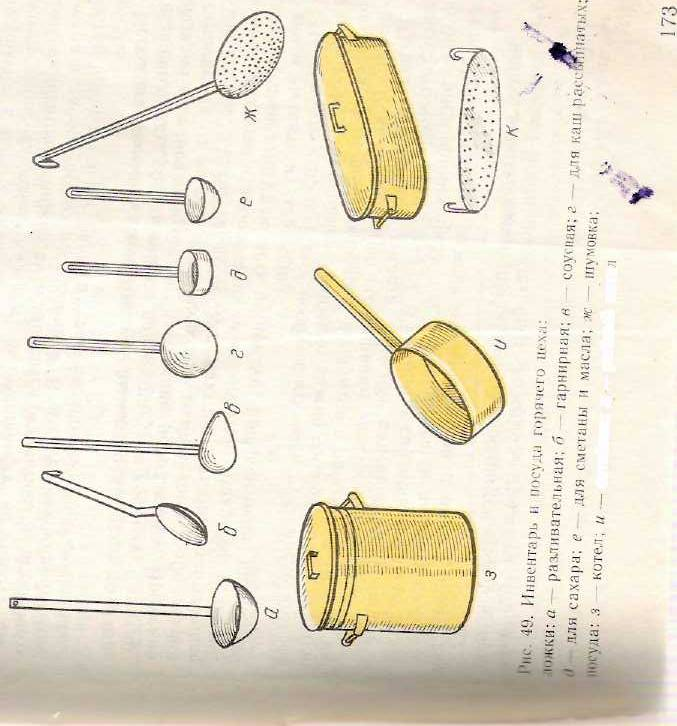 а
б
в
г
д
е
ж
з
и
к
Рис. 49. Инвентарь и посуда горячего цеха:
ложки: а — разливательная; б — гарнирная; в — соусная; г — для каш рассыпчатых;
д — для сахара; е — для сметаны и масла; ж — шумовка;
посуда: з — котел; и —
л
173